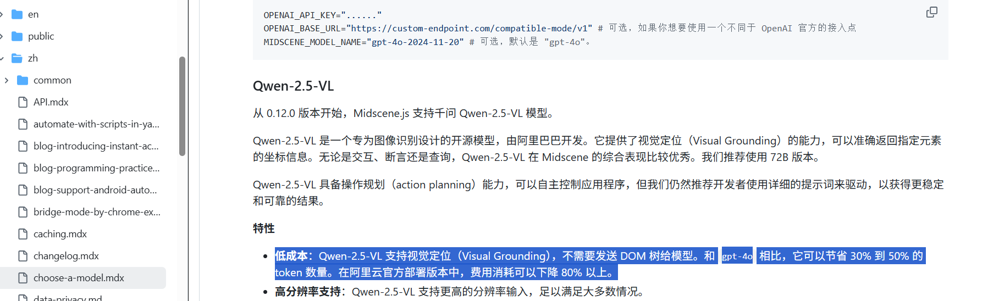 en
public
zh
common
API.mdx
automate-with-scripts-in-ya...
blog-introducing-instant-ac...
blog-programming-practice...
blog-support-android-auto...
bridge-mode-by-chrome-ex...
caching.mdx
changelog.mdx
choose-a-model.mdx
data-privacy.md
OPENAI_API_KEY="......"
OPENAI_BASE_URL="https://custom-endpoint.com/compatible-mode/v1" # 可选，如果你想要使用一个不同于 OpenAI 官方的接入点
MIDSCENE_MODEL_NAME="gpt-4o-2024-11-20" # 可选，默认是 "gpt-4o"。
Qwen-2.5-VL
从 0.12.0 版本开始，Midscene.js 支持千问 Qwen-2.5-VL 模型。
Qwen-2.5-VL 是一个专为图像识别设计的开源模型，由阿里巴巴开发。它提供了视觉定位（Visual Grounding）的能力，可以准确返回指定元素
的坐标信息。无论是交互、断言还是查询，Qwen-2.5-VL 在 Midscene 的综合表现比较优秀。我们推荐使用 72B 版本。
Qwen-2.5-VL 具备操作规划（action planning）能力，可以自主控制应用程序，但我们仍然推荐开发者使用详细的提示词来驱动，以获得更稳定
和可靠的结果。
特性
• 低成本：Qwen-2.5-VL 支持视觉定位（Visual Grounding），不需要发送 DOM 树给模型。和 gpt-4o 相比，它可以节省 30% 到 50% 的
token 数量。在阿里云官方部署版本中，费用消耗可以下降 80% 以上。
• 高分辨率支持：Qwen-2.5-VL 支持更高的分辨率输入，足以满足大多数情况。